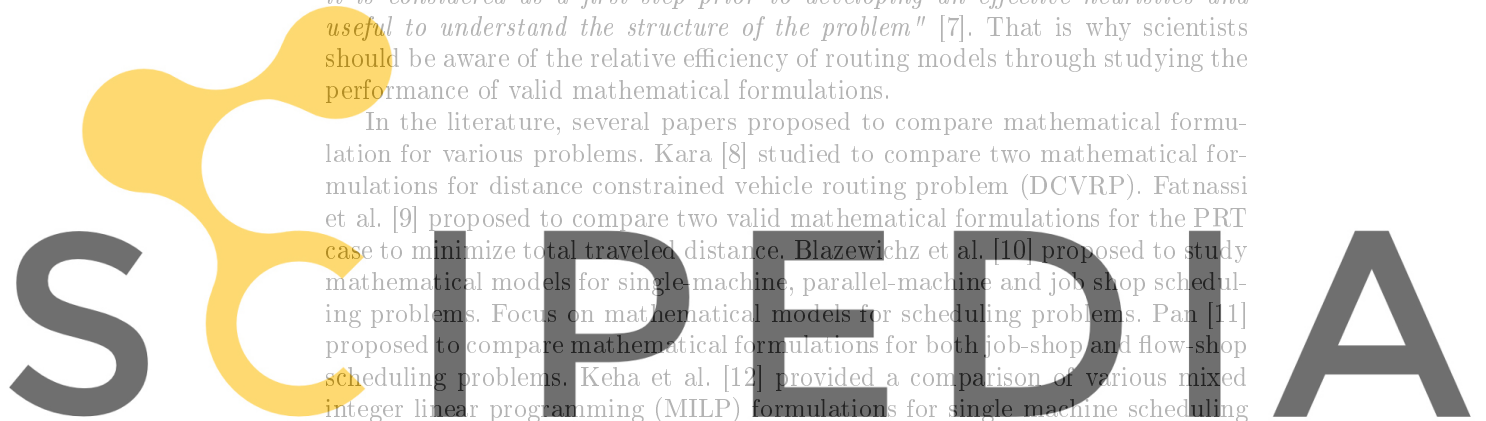 it is considered as a first step prior to developing an effective heuristics and
useful to understand the structure of the problem" [7]. That is why scientists
should be aware of the relative efficiency of routing models through studying the
performance of valid mathematical formulations.
In the literature, several papers proposed to compare mathematical formu-
lation for various problems. Kara [8] studied to compare two mathematical for-
mulations for distance constrained vehicle routing problem (DCVRP). Fatnassi
et al. [9] proposed to compare two valid mathematical formulations for the PRT
case to minimize total traveled distance. Blazewichz et al. [10] proposed to study
mathematical models for single-machine, parallel-machine and job shop schedul-
ing problems. Focus on mathematical models for scheduling problems. Pan [11]
proposed to compare mathematical formulations for both job-shop and flow-shop
scheduling problems. Keha et al. [12] provided a comparison of various mixed
integer linear programming (MILP) formulations for single machine scheduling
SCIPEDIA